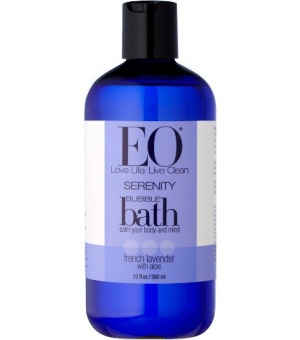 EO®
Love Life. Live Clean.
SERENITY
BUBBLE
bath
calm your body and mind
french lavender
with aloe
12 fl oz / 360 ml